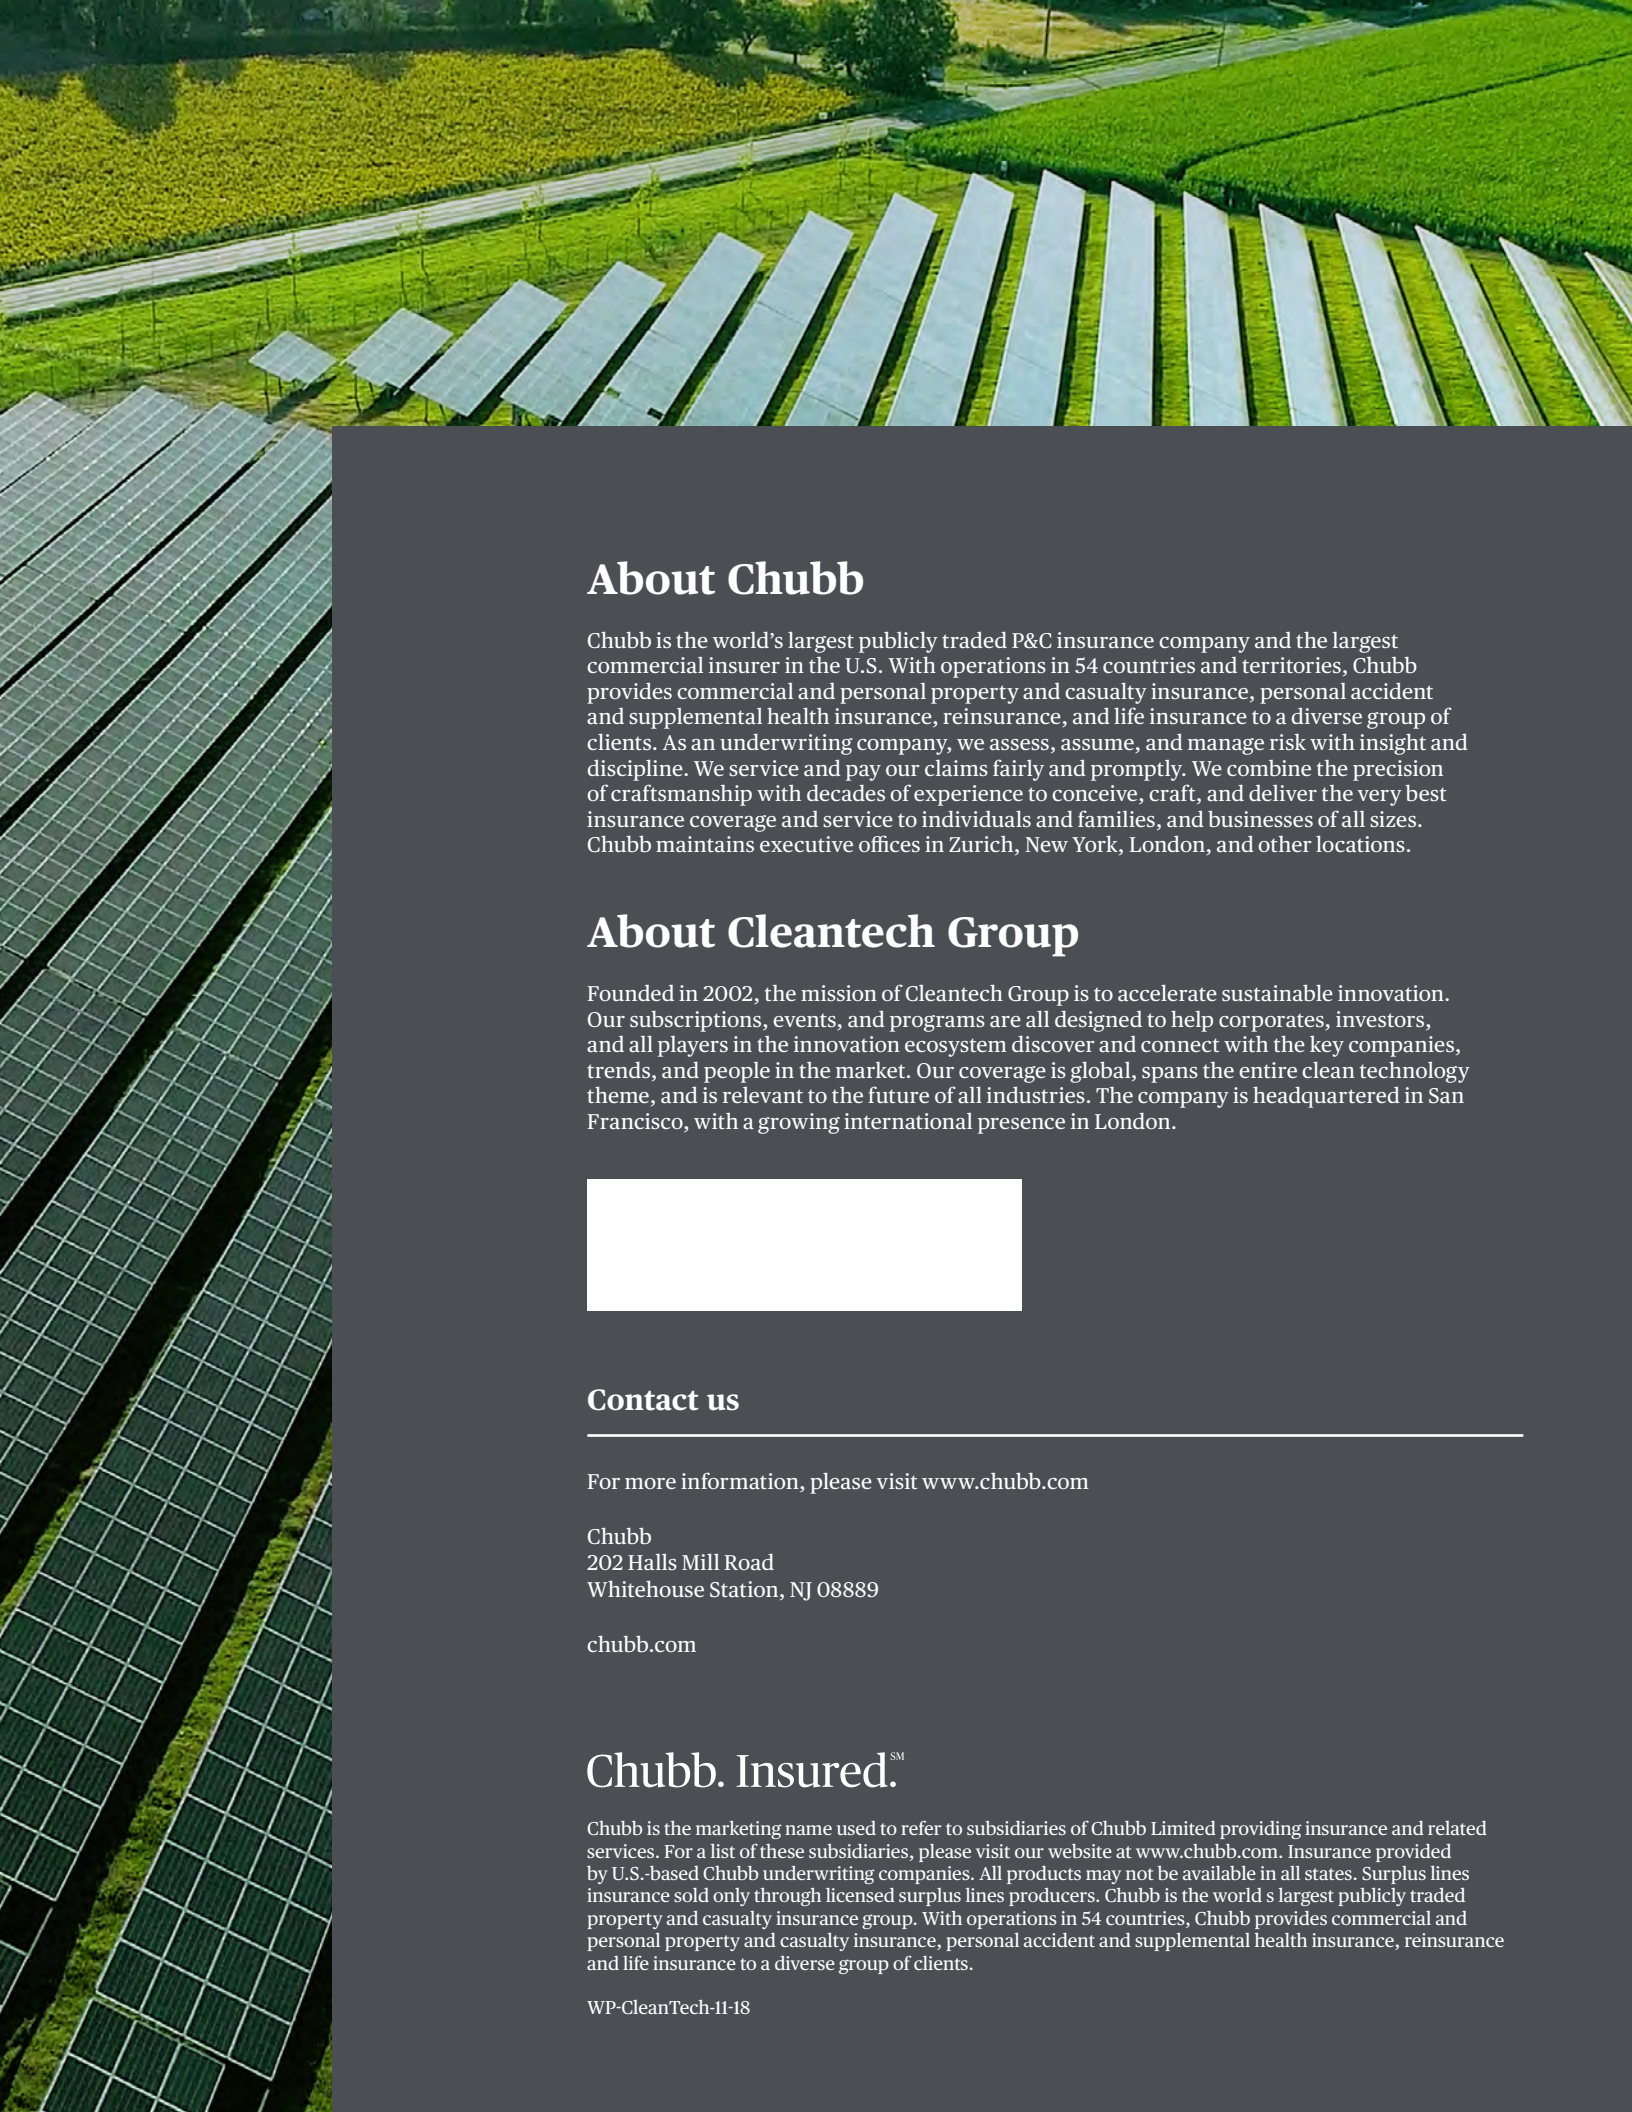 About Chubb
Chubb is the world’s largest publicly traded P&C insurance company and the largest
commercial insurer in the U.S. With operations in 54 countries and territories, Chubb
provides commercial and personal property and casualty insurance, personal accident
and supplemental health insurance, reinsurance, and life insurance to a diverse group of
clients. As an underwriting company, we assess, assume, and manage risk with insight and
discipline. We service and pay our claims fairly and promptly. We combine the precision
of craftsmanship with decades of experience to conceive, craft, and deliver the very best
insurance coverage and service to individuals and families, and businesses of all sizes.
Chubb maintains executive offices in Zurich, New York, London, and other locations.
About Cleantech Group
Founded in 2002, the mission of Cleantech Group is to accelerate sustainable innovation.
Our subscriptions, events, and programs are all designed to help corporates, investors,
and all players in the innovation ecosystem discover and connect with the key companies,
trends, and people in the market. Our coverage is global, spans the entire clean technology
theme, and is relevant to the future of all industries. The company is headquartered in San
Francisco, with a growing international presence in London.
Contact us
For more information, please visit www.chubb.com
Chubb
202 Halls Mill Road
Whitehouse Station, NJ 08889
chubb.com
Chubb. Insured.℠
Chubb is the marketing name used to refer to subsidiaries of Chubb Limited providing insurance and related
services. For a list of these subsidiaries, please visit our website at www.chubb.com. Insurance provided
by U.S.-based Chubb underwriting companies. All products may not be available in all states. Surplus lines
insurance sold only through licensed surplus lines producers. Chubb is the world s largest publicly traded
property and casualty insurance group. With operations in 54 countries, Chubb provides commercial and
personal property and casualty insurance, personal accident and supplemental health insurance, reinsurance
and life insurance to a diverse group of clients.
WP-CleanTech-11-18